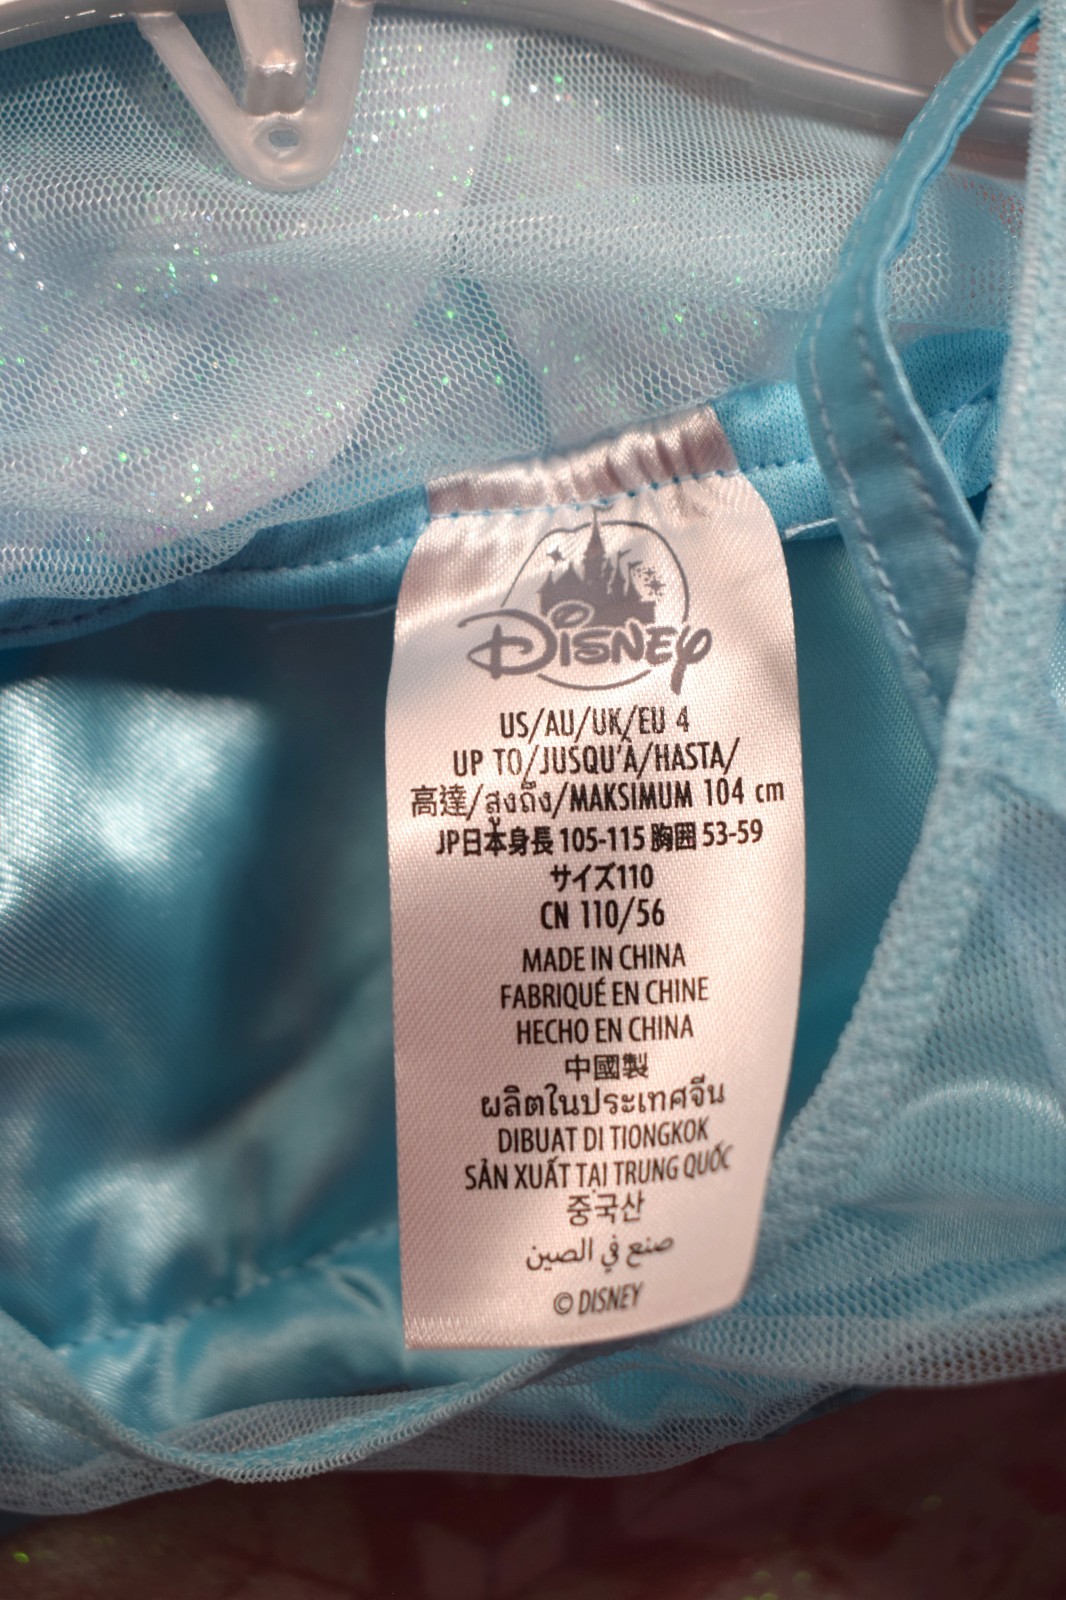 DISNEY
US/AU/UK/EU 4
UP TO/JUSQU'À/HASTA/
高達/สูงถึง/MAKSIMUM 104 cm
JP日本身長 105-115 胸囲 53-59
サイズ110
CN 110/56
MADE IN CHINA
FABRIQUÉ EN CHINE
HECHO EN CHINA
中國製
ผลิตในประเทศจีน
DIBUAT DI TIONGKOK
SẢN XUẤT TẠI TRUNG QUỐC
중국산
صنع في الصين
© DISNEY